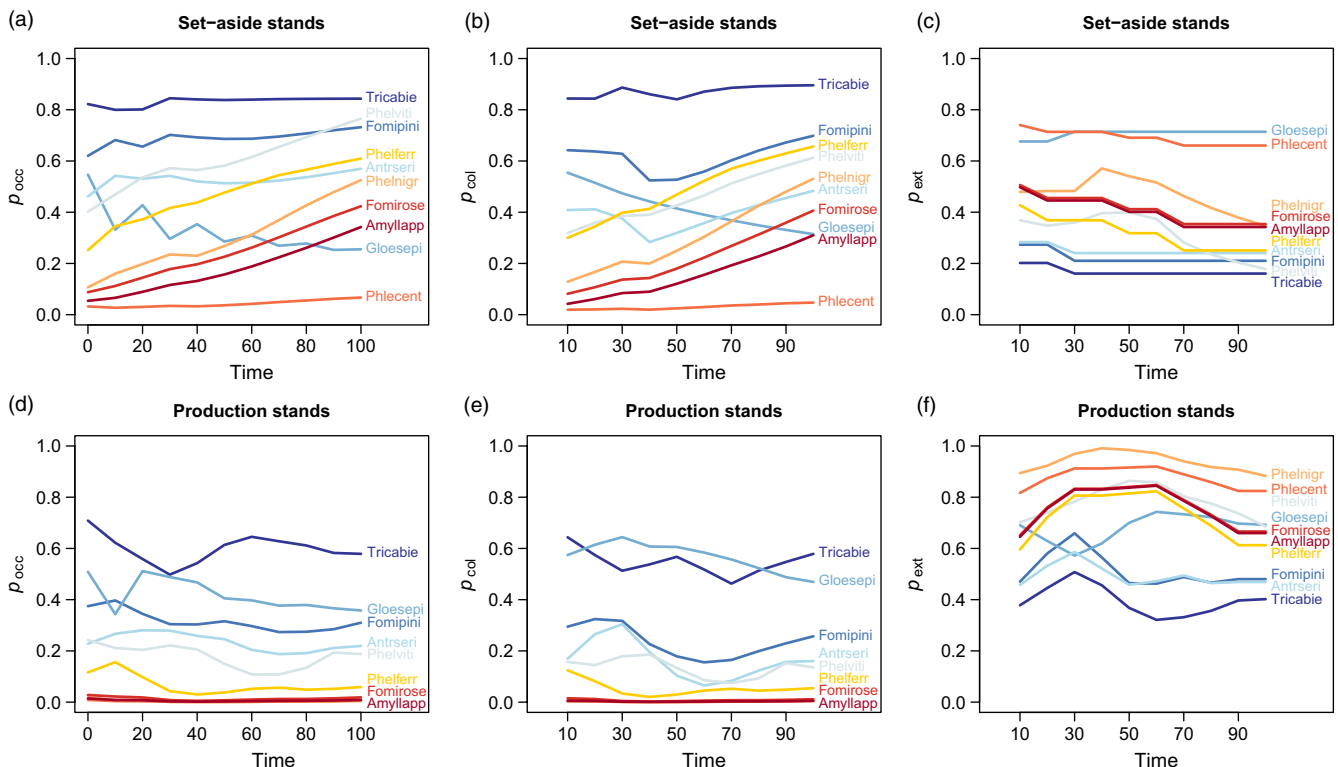 (a)
Set−aside stands
1.0
0.8
0.6
0.4
0.2
0.0
p occ
Tricabie
Phelviti
Fomipini
Phelferr
Antrseri
Phelnigr
Fomirose
Amyllapp
Gloesepi
Phlecent
0 20 40 60 80 100
Time
(b)
Set−aside stands
1.0
0.8
0.6
0.4
0.2
0.0
p col
Tricabie
Fomipini
Phelferr
Phelviti
Phelnigr
Antrseri
Fomirose
Gloesepi
Amyllapp
Phlecent
10 30 50 70 90
Time
(c)
Set−aside stands
1.0
0.8
0.6
0.4
0.2
0.0
p ext
Gloesepi
Phlecent
Phelnigr
Fomirose
Amyllapp
Phelferr
Antrseri
Fomipini
Phelviti
Tricabie
10 30 50 70 90
Time
(d)
Production stands
1.0
0.8
0.6
0.4
0.2
0.0
p occ
Tricabie
Gloesepi
Fomipini
Antrseri
Phelviti
Phelferr
Fomirose
Amyllapp
0 20 40 60 80 100
Time
(e)
Production stands
1.0
0.8
0.6
0.4
0.2
0.0
p col
Tricabie
Gloesepi
Fomipini
Antrseri
Phelviti
Phelferr
Fomirose
Amyllapp
10 30 50 70 90
Time
(f)
Production stands
1.0
0.8
0.6
0.4
0.2
0.0
p ext
Phelnigr
Phlecent
Phelviti
Gloesepi
Fomirose
Amyllapp
Phelferr
Fomipini
Antrseri
Tricabie
10 30 50 70 90
Time